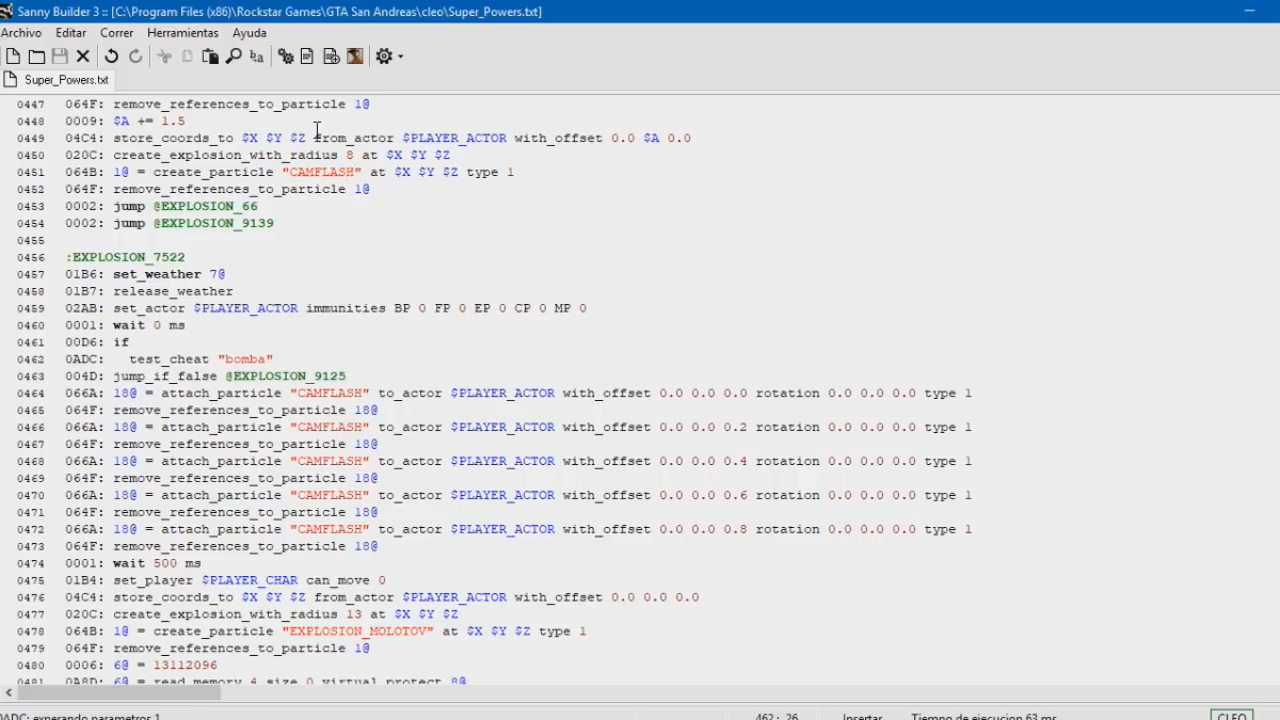 Sanny Builder 3 :: [C:\Program Files (x86)\Rockstar Games\GTA San Andreas\cleo\Super_Powers.txt]
Archivo Editar Correr Herramientas Ayuda
Super_Powers.txt
0447 064F: remove_references_to_particle 1@
0448 0009: $A += 1.5
0449 04C4: store_coords_to $X $Y $Z from_actor $PLAYER_ACTOR with_offset 0.0 $A 0.0
0450 020C: create_explosion_with_radius 8 at $X $Y $Z
0451 064B: 1@ = create_particle "CAMFLASH" at $X $Y $Z type 1
0452 064F: remove_references_to_particle 1@
0453 0002: jump @EXPLOSION_66
0454 0002: jump @EXPLOSION_9139
0455
0456 :EXPLOSION_7522
0457 01B6: set_weather 7@
0458 01B7: release_weather
0459 02AB: set_actor $PLAYER_ACTOR immunities BP 0 FP 0 EP 0 CP 0 MP 0
0460 0001: wait 0 ms
0461 00D6: if
0462 0ADC:   test_cheat "bomba"
0463 004D: jump_if_false @EXPLOSION_9125
0464 066A: 18@ = attach_particle "CAMFLASH" to_actor $PLAYER_ACTOR with_offset 0.0 0.0 0.0 rotation 0.0 0.0 0.0 type 1
0465 064F: remove_references_to_particle 18@
0466 066A: 18@ = attach_particle "CAMFLASH" to_actor $PLAYER_ACTOR with_offset 0.0 0.0 0.2 rotation 0.0 0.0 0.0 type 1
0467 064F: remove_references_to_particle 18@
0468 066A: 18@ = attach_particle "CAMFLASH" to_actor $PLAYER_ACTOR with_offset 0.0 0.0 0.4 rotation 0.0 0.0 0.0 type 1
0469 064F: remove_references_to_particle 18@
0470 066A: 18@ = attach_particle "CAMFLASH" to_actor $PLAYER_ACTOR with_offset 0.0 0.0 0.6 rotation 0.0 0.0 0.0 type 1
0471 064F: remove_references_to_particle 18@
0472 066A: 18@ = attach_particle "CAMFLASH" to_actor $PLAYER_ACTOR with_offset 0.0 0.0 0.8 rotation 0.0 0.0 0.0 type 1
0473 064F: remove_references_to_particle 18@
0474 0001: wait 500 ms
0475 01B4: set_player $PLAYER_CHAR can_move 0
0476 04C4: store_coords_to $X $Y $Z from_actor $PLAYER_ACTOR with_offset 0.0 0.0 0.0
0477 020C: create_explosion_with_radius 13 at $X $Y $Z
0478 064B: 1@ = create_particle "EXPLOSION_MOLOTOV" at $X $Y $Z type 1
0479 064F: remove_references_to_particle 1@
0480 0006: 6@ = 13112096
0481 0A8D: 6@ = read_memory 4 size 0 virtual_protect 8@
0ADC: esperando parametros 1 462: 26 Insertar Tiempo de ejecucion 63 ms CLEO